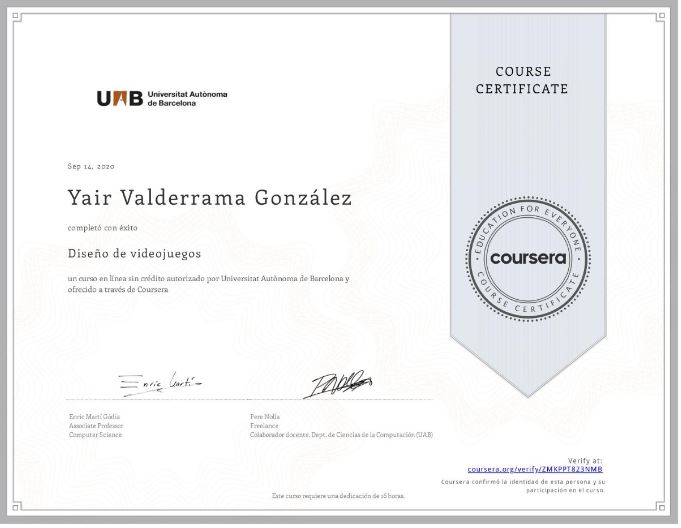 UAB Universitat Autònoma
de Barcelona
COURSE
CERTIFICATE
Sep 14, 2020
Yair Valderrama González
completó con éxito
Diseño de videojuegos
un curso en línea sin crédito autorizado por Universitat Autònoma de Barcelona y
ofrecido a través de Coursera
EDUCATION FOR EVERYONE
coursera
COURSE CERTIFICATE
Enric Martí
Enric Martí Gòdia
Associate Professor
Computer Science
Pere Nolla
Freelance
Colaborador docente, Dept. de Ciencias de la Computación (UAB)
Verify at:
coursera.org/verify/ZMKPPT8Z3NMB
Coursera confirmó la identidad de esta persona y su
participación en el curso.
Este curso requiere una dedicación de 16 horas.